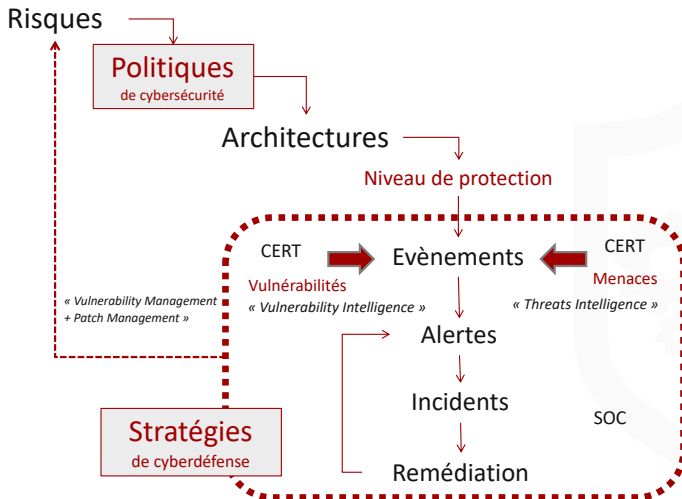 Risques
Politiques
de cybersécurité
Architectures
Niveau de protection
CERT
Evènements
CERT
Vulnérabilités
Menaces
« Vulnerability Management
+ Patch Management »
« Vulnerability Intelligence »
« Threats Intelligence »
Alertes
Incidents
SOC
Stratégies
de cyberdéfense
Remédiation